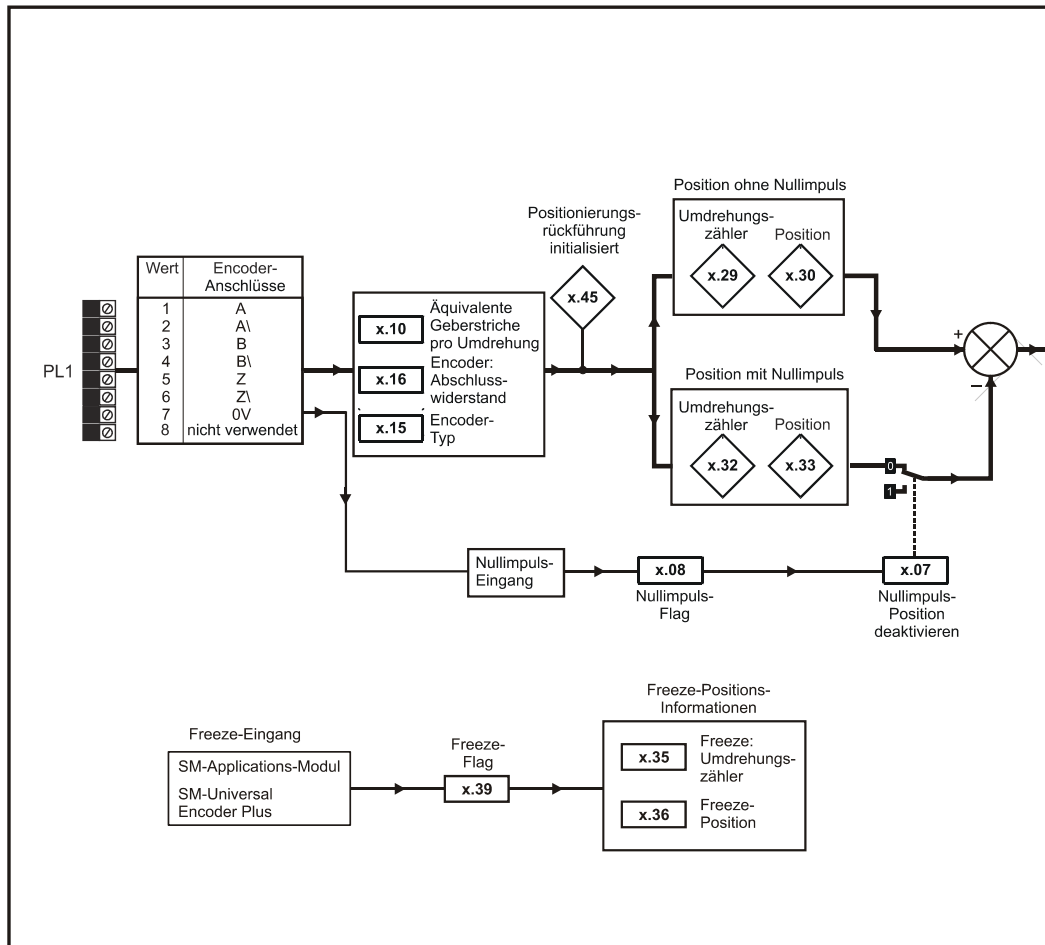 Position ohne Nullimpuls
Positionierungs-
rückführung
initialisiert
Umdrehungs-
zähler
Position
x.29
x.30
x.45
Wert
Encoder-
Anschlüsse
1 A
2 A\
3 B
4 B\
5 Z
6 Z\
7 0V
8 nicht verwendet
PL1
x.10
Äquivalente
Geberstriche
pro Umdrehung
x.16
Encoder:
Abschluss-
widerstand
x.15
Encoder-
Typ
+
−
Position mit Nullimpuls
Umdrehungs-
zähler
Position
x.32
x.33
0
1
Nullimpuls-
Eingang
x.08
Nullimpuls-
Flag
x.07
Nullimpuls-
Position
deaktivieren
Freeze-Eingang
SM-Applications-Modul
SM-Universal
Encoder Plus
Freeze-
Flag
x.39
Freeze-Positions-
Informationen
x.35
Freeze:
Umdrehungs-
zähler
x.36
Freeze-
Position